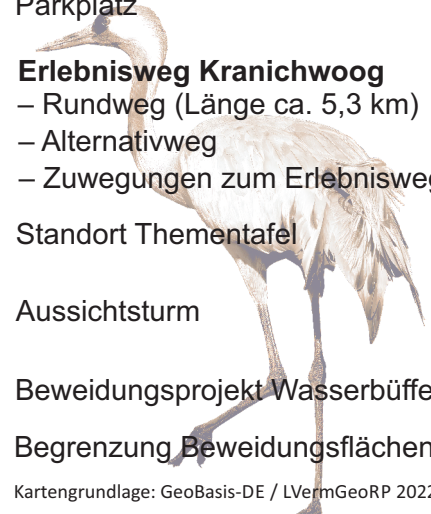 Parkplatz
Erlebnisweg Kranichwoog
– Rundweg (Länge ca. 5,3 km)
– Alternativweg
– Zuwegungen zum Erlebnisweg
Standort Thementafel
Aussichtsturm
Beweidungsprojekt Wasserbüffe
Begrenzung Beweidungsflächen
Kartengrundlage: GeoBasis-DE / LVermGeoRP 2022